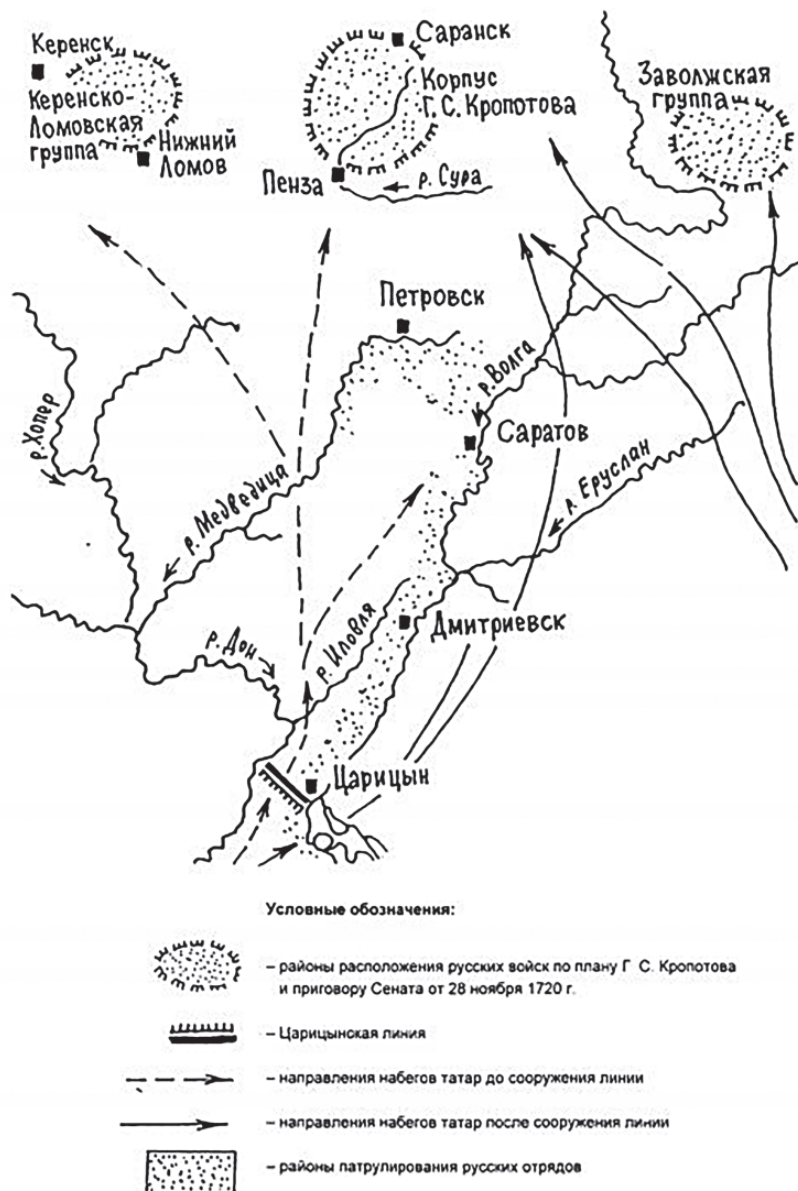 Керенск
Керенско-
Ломовская
группа
Нижний
Ломов
Саранск
Корпус
Г. С. Кропотова
Пенза
р. Сура
Заволжская
группа
Петровск
р. Волга
Саратов
р. Хопер
р. Медведица
р. Еруслан
р. Дон
р. Иловля
Дмитриевск
Царицын
Условные обозначения:
– районы расположения русских войск по плану Г С. Кропотова
и приговору Сената от 28 ноября 1720 г.
– Царицынская линия
– направления набегов татар до сооружения линии
– направления набегов татар после сооружения линии
– районы патрулирования русских отрядов